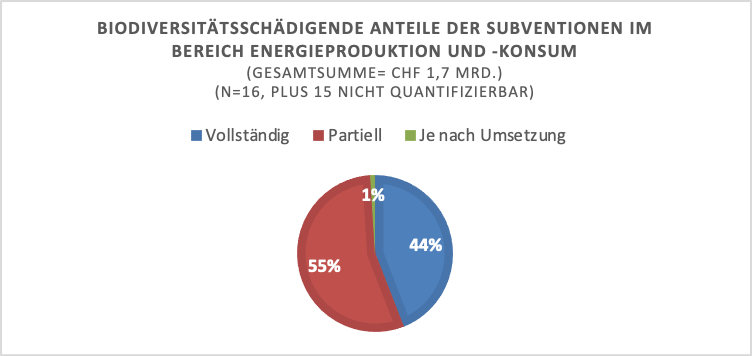 BIODIVERSITÄTSSCHÄDIGENDE ANTEILE DER SUBVENTIONEN IM
BEREICH ENERGIEPRODUKTION UND -KONSUM
(GESAMTSUMME= CHF 1,7 MRD.)
(N=16, PLUS 15 NICHT QUANTIFIZIERBAR)
Vollständig Partiell Je nach Umsetzung
1%
44%
55%